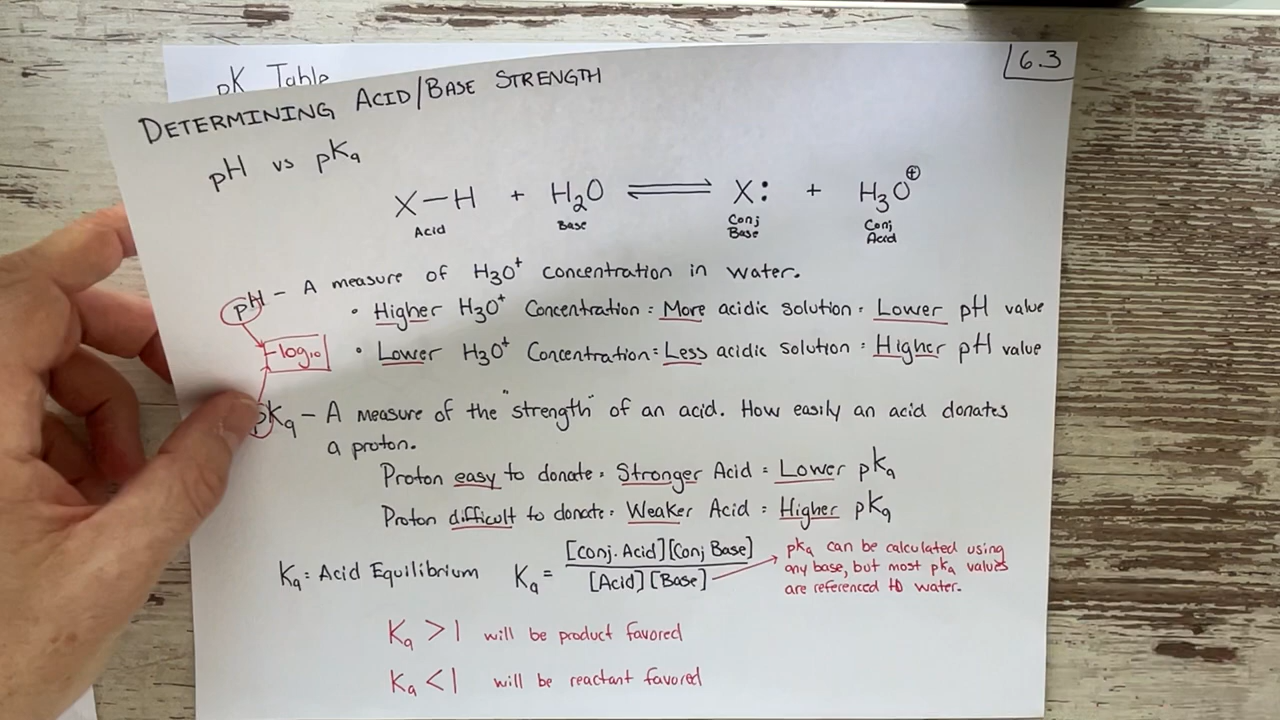 pK Table
6.3
DETERMINING ACID/BASE STRENGTH
pH vs pKa
X-H + H2O ⇌ X: + H3O⊕
Acid Base Conj Base Conj Acid
pH - A measure of H3O+ concentration in water.
• Higher H3O+ Concentration = More acidic solution = Lower pH value
-log10
• Lower H3O+ Concentration = Less acidic solution = Higher pH value
pKa - A measure of the "strength" of an acid. How easily an acid donates
a proton.
Proton easy to donate = Stronger Acid = Lower pKa
Proton difficult to donate = Weaker Acid = Higher pKa
Ka = Acid Equilibrium Ka = [Conj. Acid][Conj Base] / [Acid][Base]
pka can be calculated using
any base, but most pka values
are referenced to water.
Ka > 1 will be product favored
Ka < 1 will be reactant favored